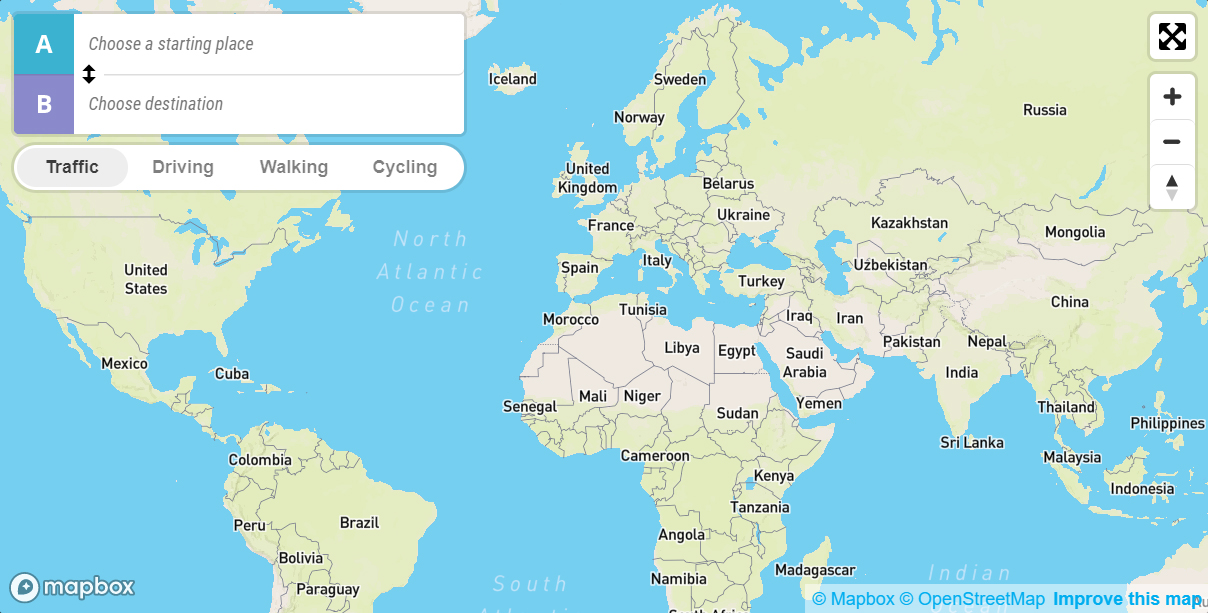 A
Choose a starting place
B
Choose destination
Traffic
Driving
Walking
Cycling
Iceland
Sweden
Norway
Russia
United
Kingdom
Belarus
Ukraine
France
Kazakhstan
Mongolia
North
Atlantic
Ocean
United
States
Spain
Italy
Uzbekistan
Turkey
China
Morocco
Tunisia
Iraq
Iran
Pakistan
Nepal
Libya
Egypt
Saudi
Arabia
India
Mexico
Cuba
Mali
Niger
Senegal
Sudan
Yemen
Thailand
Philippines
Sri Lanka
Colombia
Cameroon
Kenya
Malaysia
Indonesia
Tanzania
Peru
Brazil
Angola
Bolivia
Paraguay
Namibia
Madagascar
South
Atlantic
Indian
mapbox
© Mapbox © OpenStreetMap Improve this map